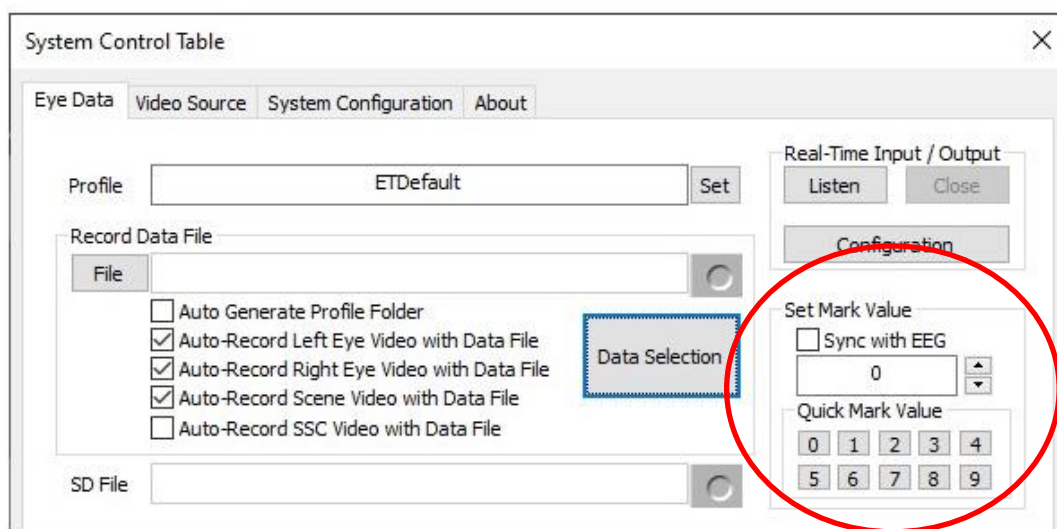 System Control Table
Eye Data Video Source System Configuration About
Profile ETDefault Set
Record Data File
File
Auto Generate Profile Folder
Auto-Record Left Eye Video with Data File
Auto-Record Right Eye Video with Data File
Auto-Record Scene Video with Data File
Auto-Record SSC Video with Data File
Data Selection
SD File
Real-Time Input / Output
Listen Close
Configuration
Set Mark Value
Sync with EEG
0
Quick Mark Value
0 1 2 3 4
5 6 7 8 9